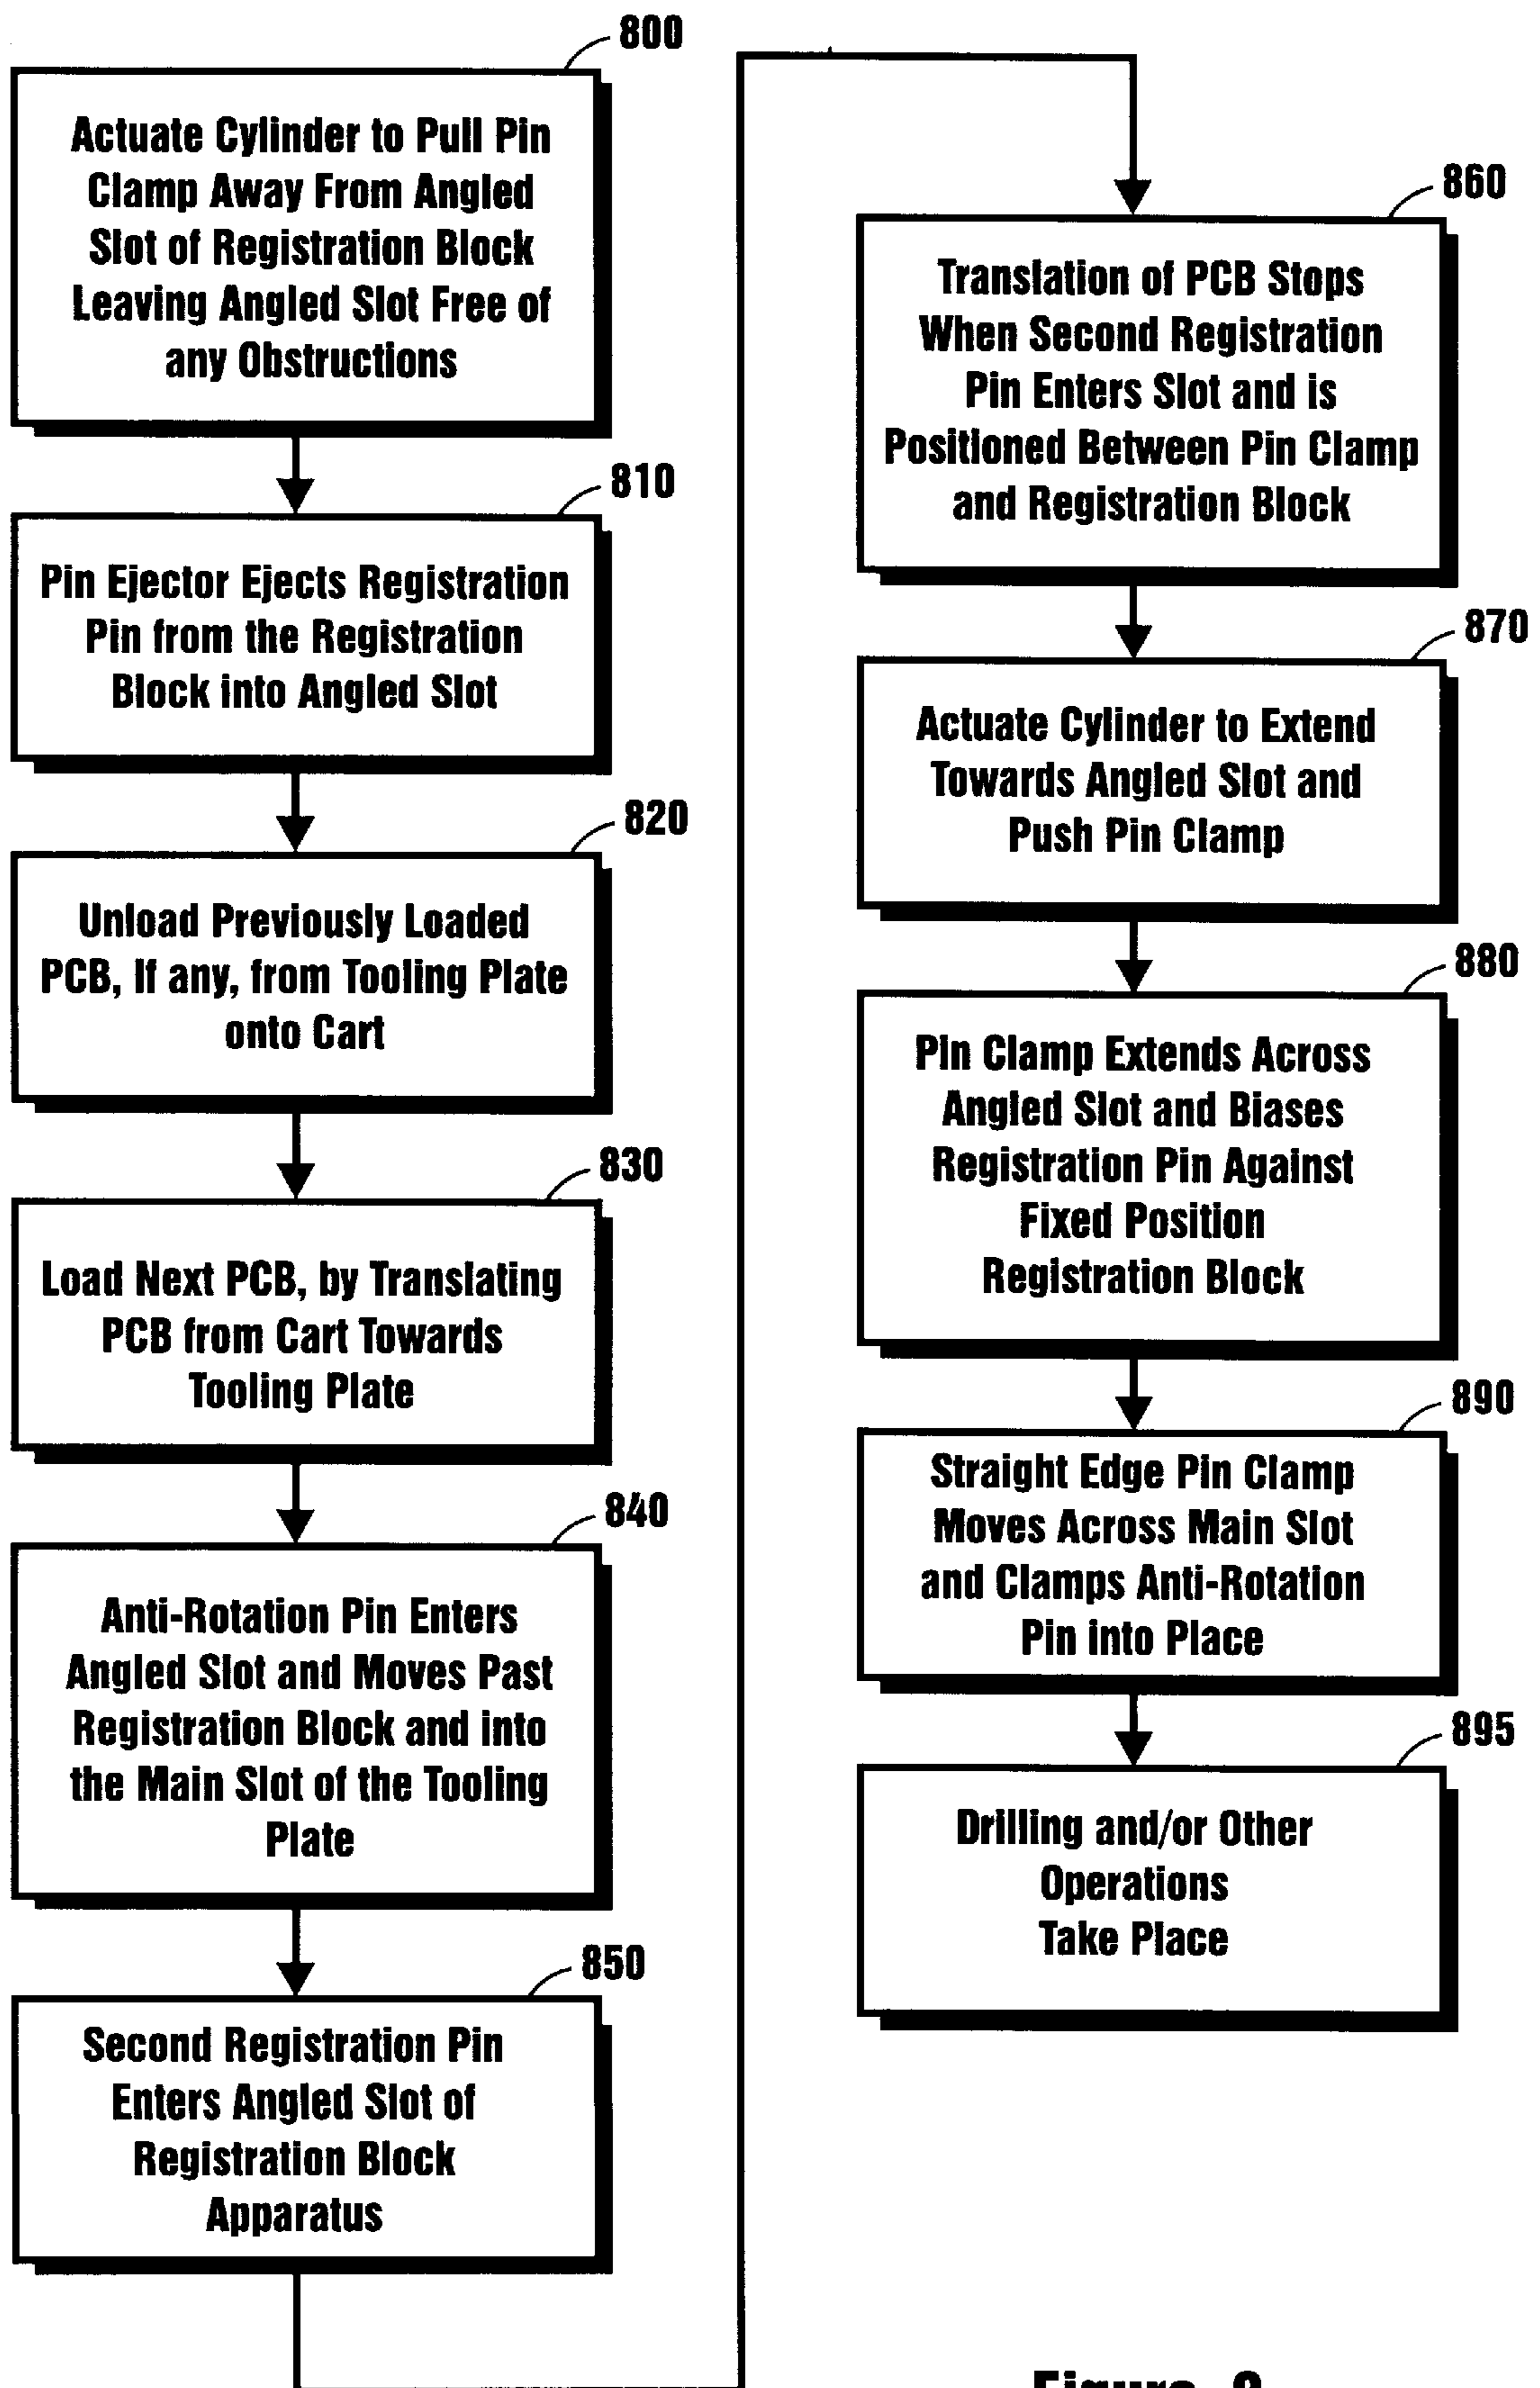 800
Actuate Cylinder to Pull Pin
Clamp Away From Angled
Slot of Registration Block
Leaving Angled Slot Free of
any Obstructions
810
Pin Ejector Ejects Registration
Pin from the Registration
Block into Angled Slot
820
Unload Previously Loaded
PCB, If any, from Tooling Plate
onto Cart
830
Load Next PCB, by Translating
PCB from Cart Towards
Tooling Plate
840
Anti-Rotation Pin Enters
Angled Slot and Moves Past
Registration Block and into
the Main Slot of the Tooling
Plate
850
Second Registration Pin
Enters Angled Slot of
Registration Block
Apparatus
860
Translation of PCB Stops
When Second Registration
Pin Enters Slot and is
Positioned Between Pin Clamp
and Registration Block
870
Actuate Cylinder to Extend
Towards Angled Slot and
Push Pin Clamp
880
Pin Clamp Extends Across
Angled Slot and Biases
Registration Pin Against
Fixed Position
Registration Block
890
Straight Edge Pin Clamp
Moves Across Main Slot
and Clamps Anti-Rotation
Pin into Place
895
Drilling and/or Other
Operations
Take Place
Figure